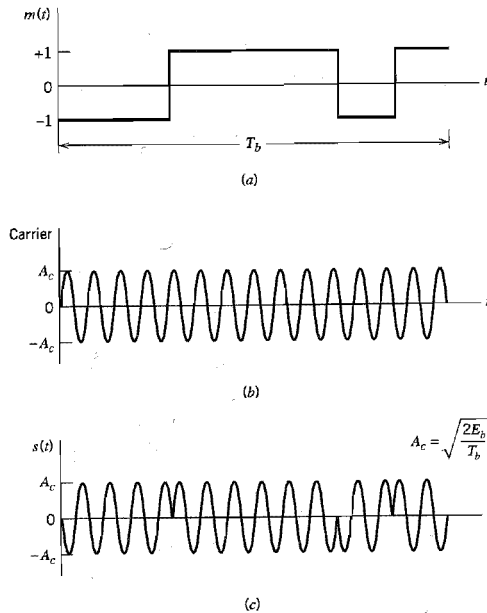 m(t)
+1
0
-1
t
T_b
(a)
Carrier
A_c
0
-A_c
t
(b)
s(t)
A_c = √(2E_b/T_b)
A_c
0
-A_c
(c)